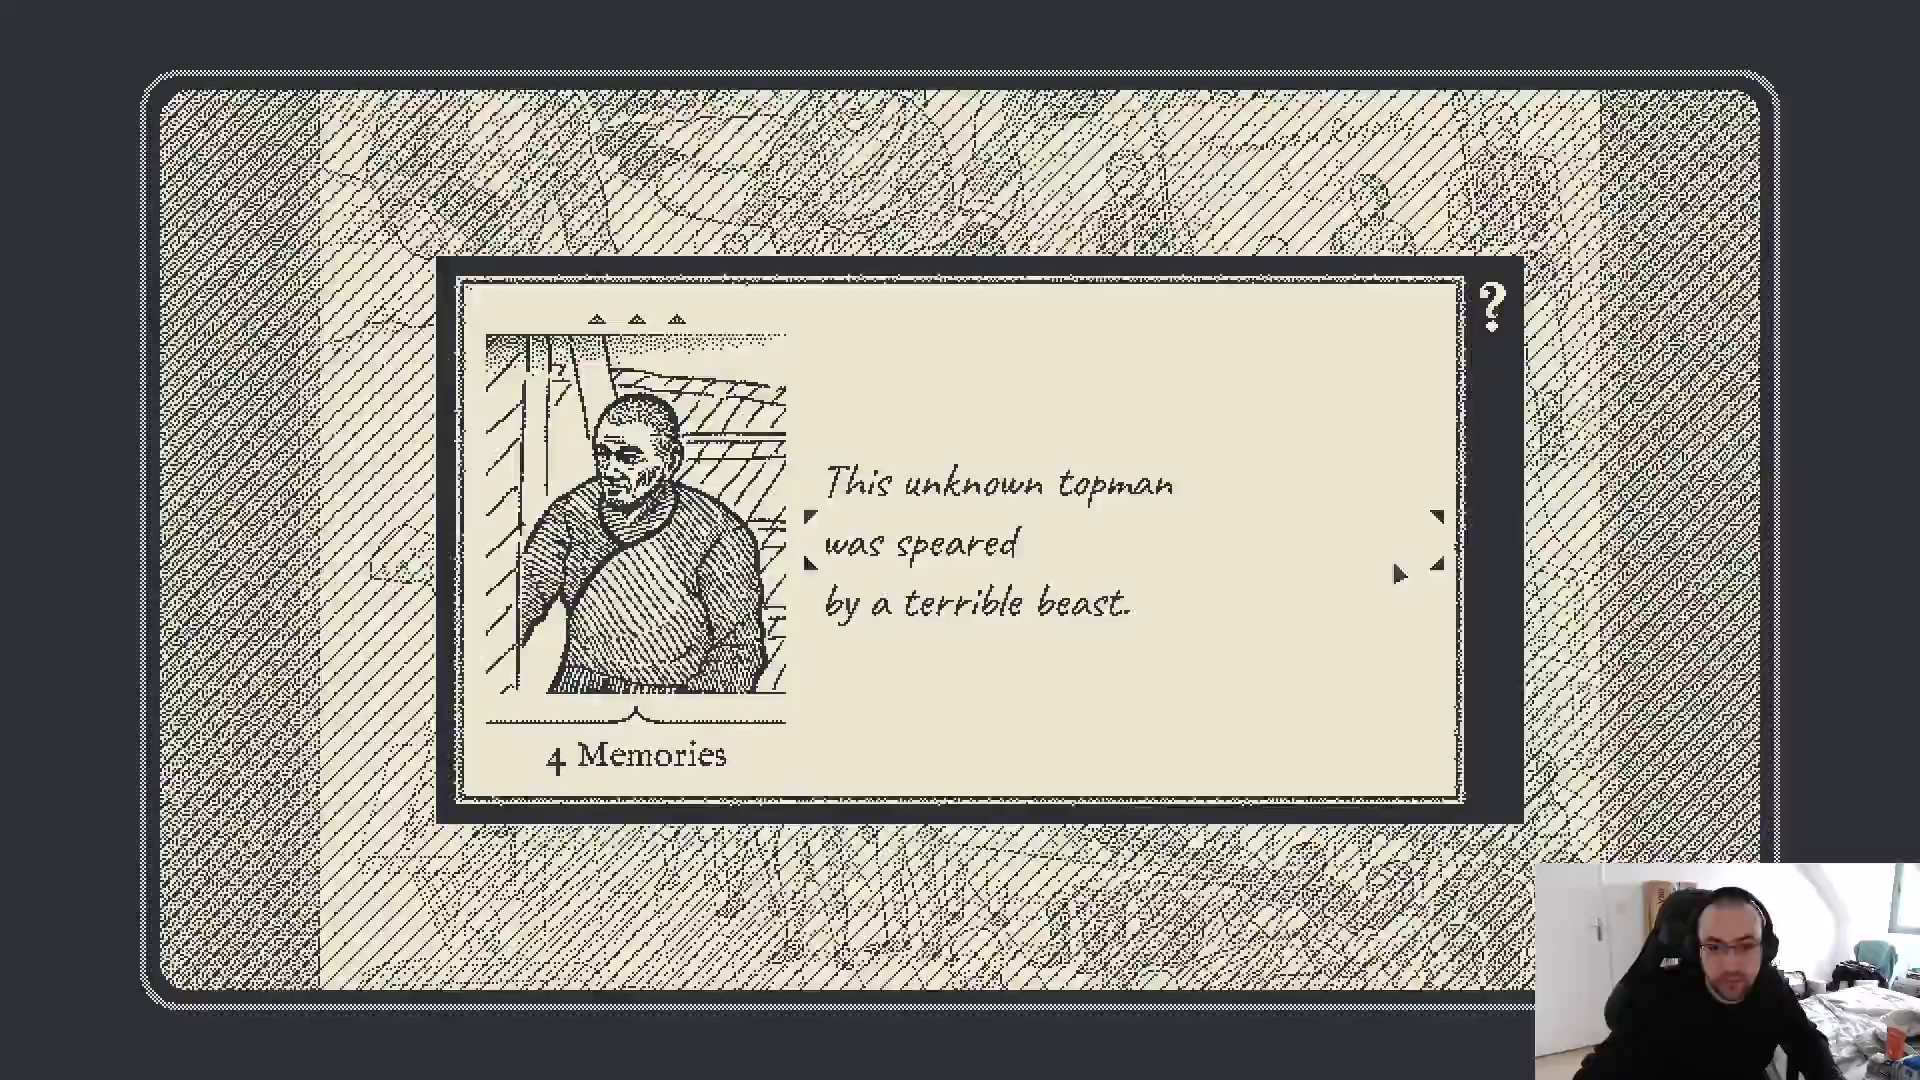 ?
This unknown topman
was speared
by a terrible beast.
4 Memories